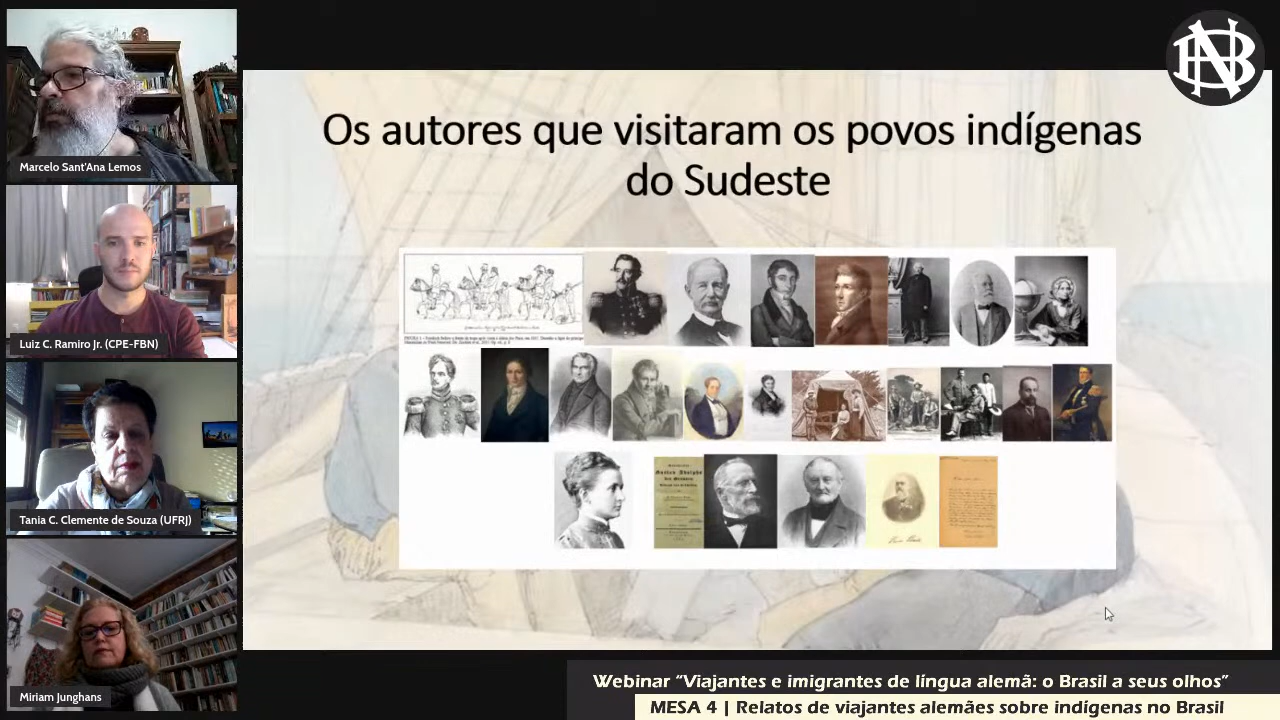 Marcelo Sant'Ana Lemos
Luiz C. Ramiro Jr. (CPE-FBN)
Tania C. Clemente de Souza (UFRJ)
Miriam Junghans
Os autores que visitaram os povos indígenas
do Sudeste
Webinar “Viajantes e imigrantes de língua alemã: o Brasil a seus olhos”
MESA 4 | Relatos de viajantes alemães sobre indígenas no Brasil